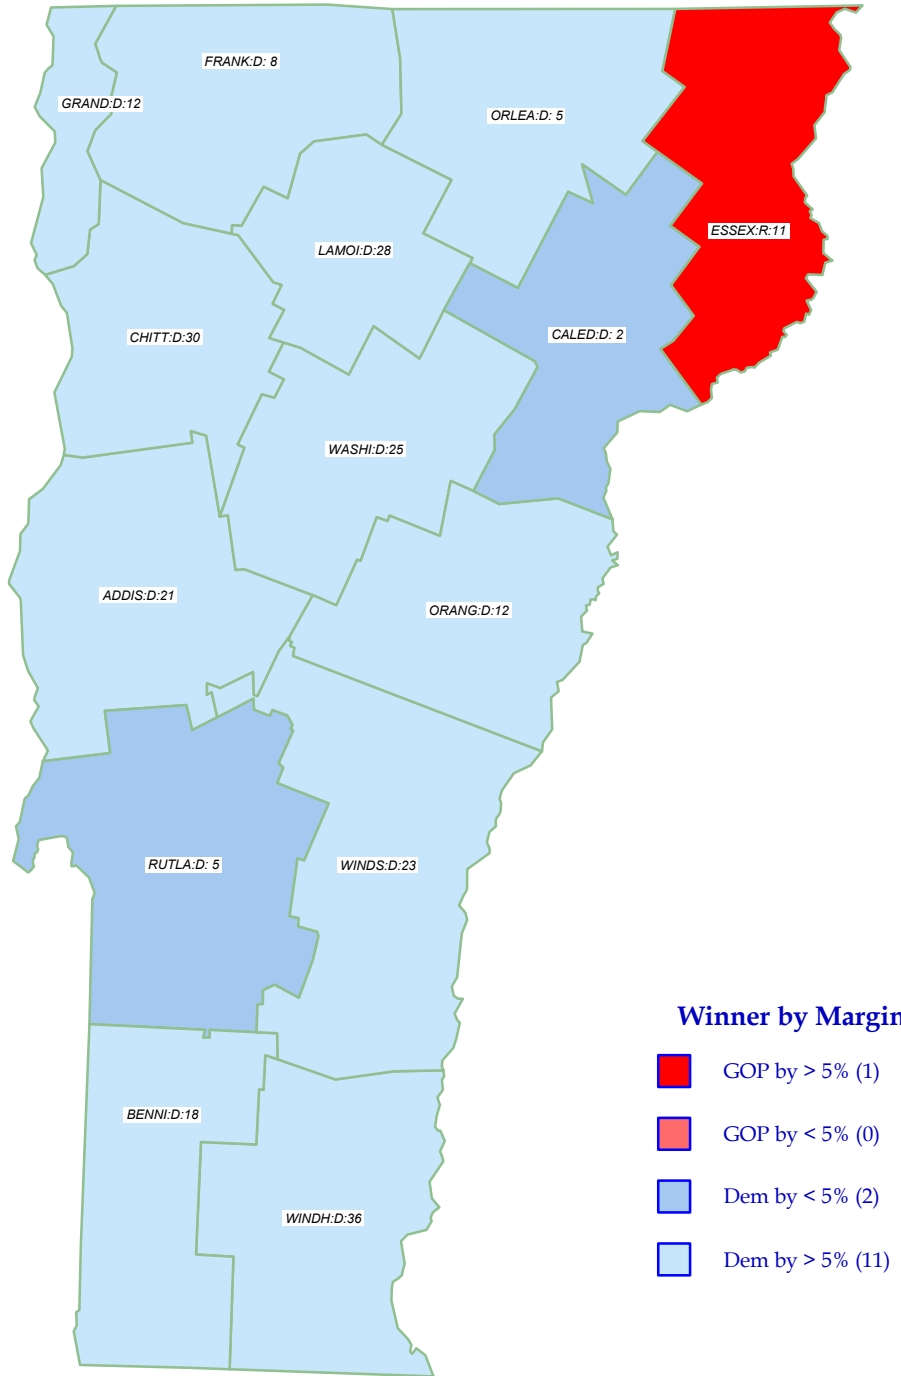 FRANK:D: 8
GRAND:D:12
ORLEA:D: 5
ESSEX:R:11
LAMOI:D:28
CHITT:D:30
CALED:D: 2
WASHI:D:25
ADDIS:D:21
ORANG:D:12
RUTLA:D: 5
WINDS:D:23
BENNI:D:18
WINDH:D:36
Winner by Margin
GOP by > 5% (1)
GOP by < 5% (0)
Dem by < 5% (2)
Dem by > 5% (11)